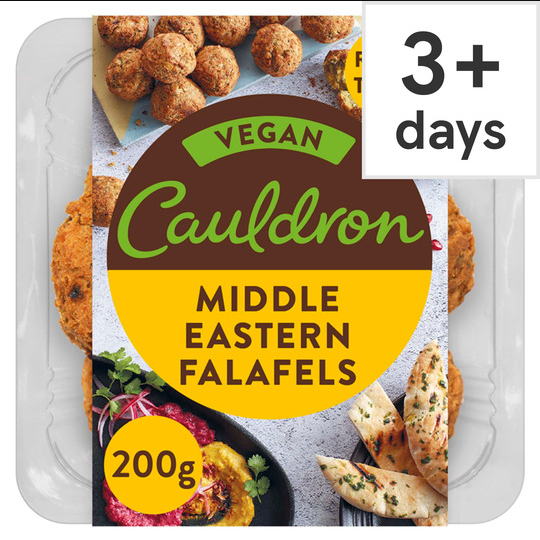 3+
days
VEGAN
Cauldron
MIDDLE
EASTERN
FALAFELS
200g